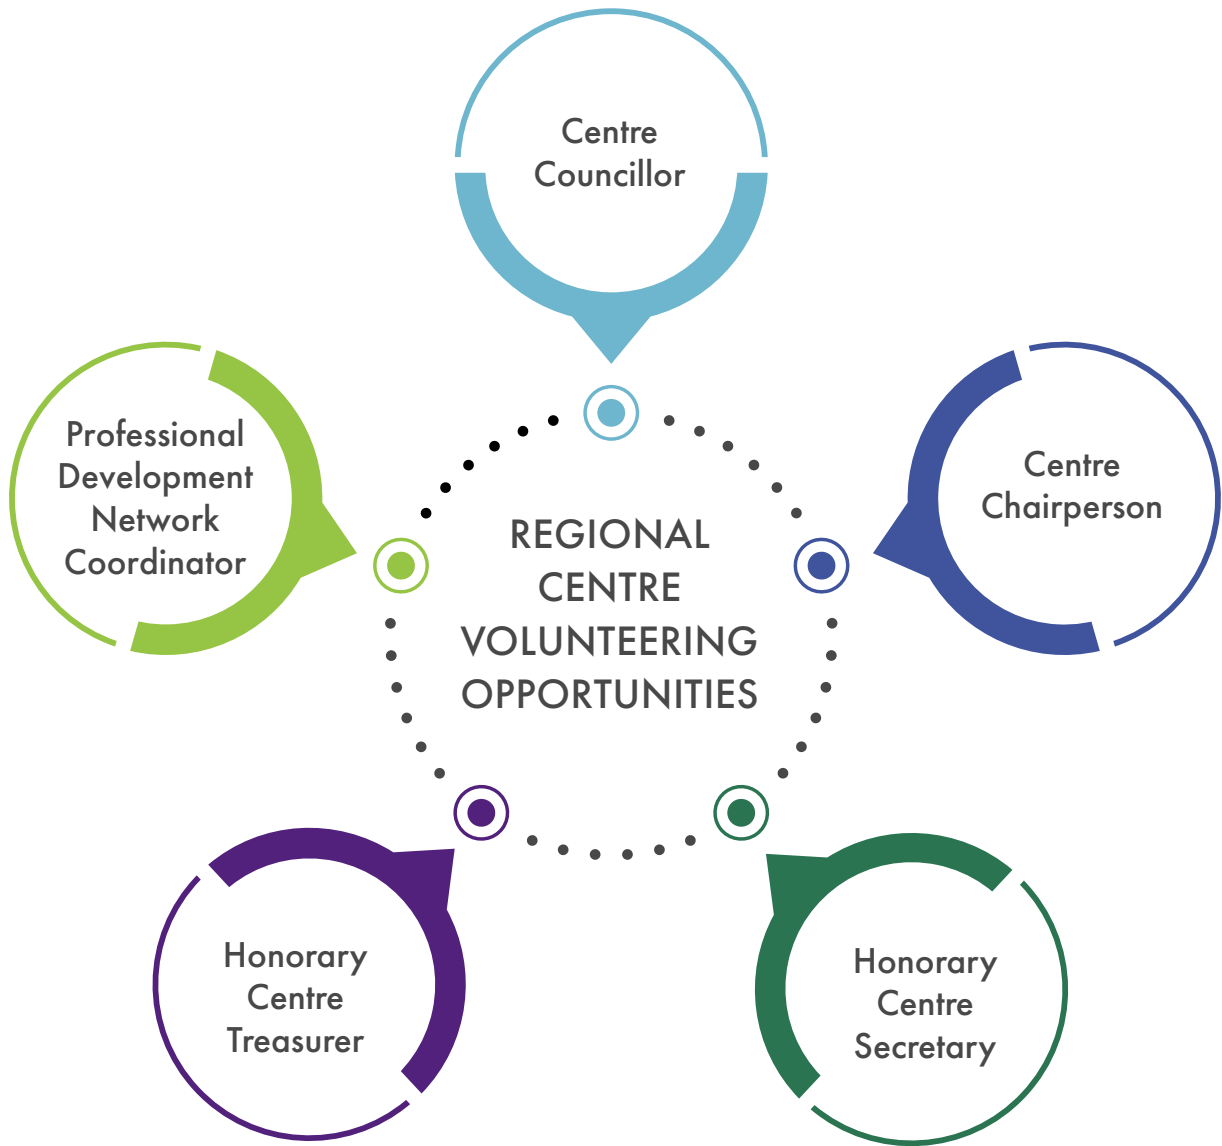 Centre
Councillor
Professional
Development
Network
Coordinator
Centre
Chairperson
REGIONAL
CENTRE
VOLUNTEERING
OPPORTUNITIES
Honorary
Centre
Treasurer
Honorary
Centre
Secretary